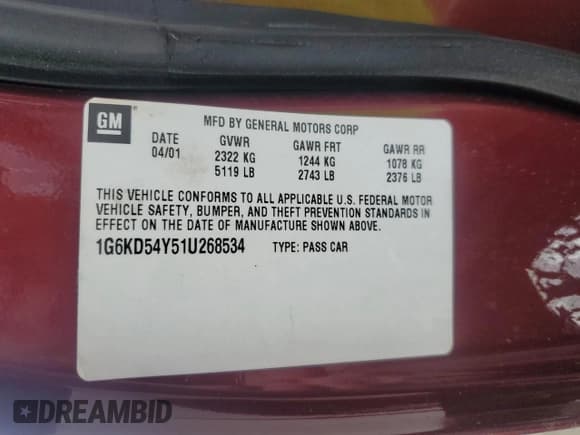 GM
MFD BY GENERAL MOTORS CORP
DATE GVWR GAWR FRT GAWR RR
04/01 2322 KG 1244 KG 1078 KG
5119 LB 2743 LB 2376 LB
THIS VEHICLE CONFORMS TO ALL APPLICABLE U.S. FEDERAL MOTOR
VEHICLE SAFETY, BUMPER, AND THEFT PREVENTION STANDARDS IN
EFFECT ON THE DATE OF MANUFACTURE SHOWN ABOVE.
1G6KD54Y51U268534 TYPE: PASS CAR
DREAMBID